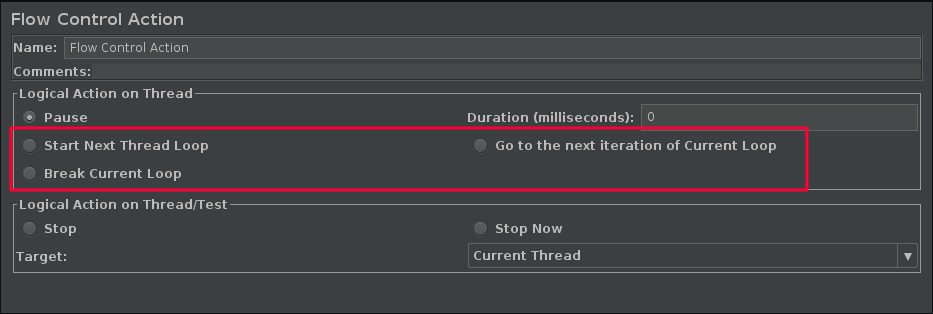 Flow Control Action
Name: Flow Control Action
Comments:
Logical Action on Thread
Pause Duration (milliseconds): 0
Start Next Thread Loop Go to the next iteration of Current Loop
Break Current Loop
Logical Action on Thread/Test
Stop Stop Now
Target: Current Thread